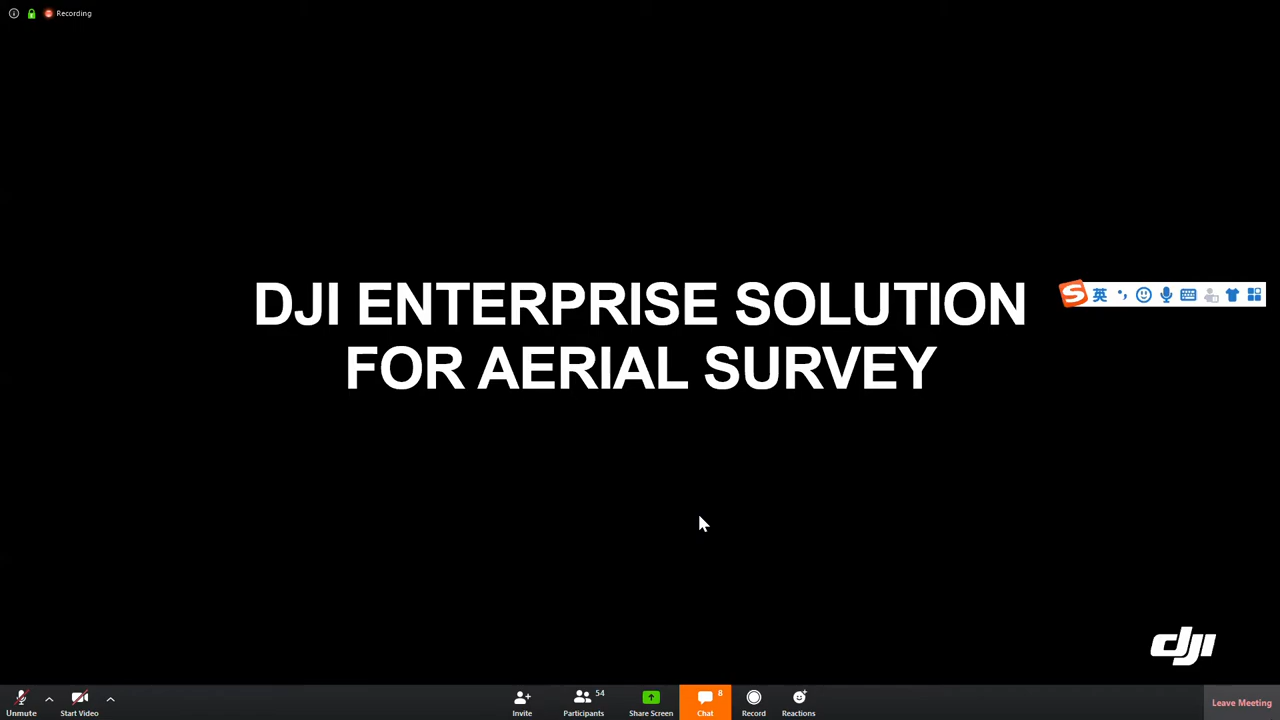 Recording
DJI ENTERPRISE SOLUTION
FOR AERIAL SURVEY
S 英
dji
Unmute
Start Video
Invite
54
Participants
Share Screen
8
Chat
Record
Reactions
Leave Meeting